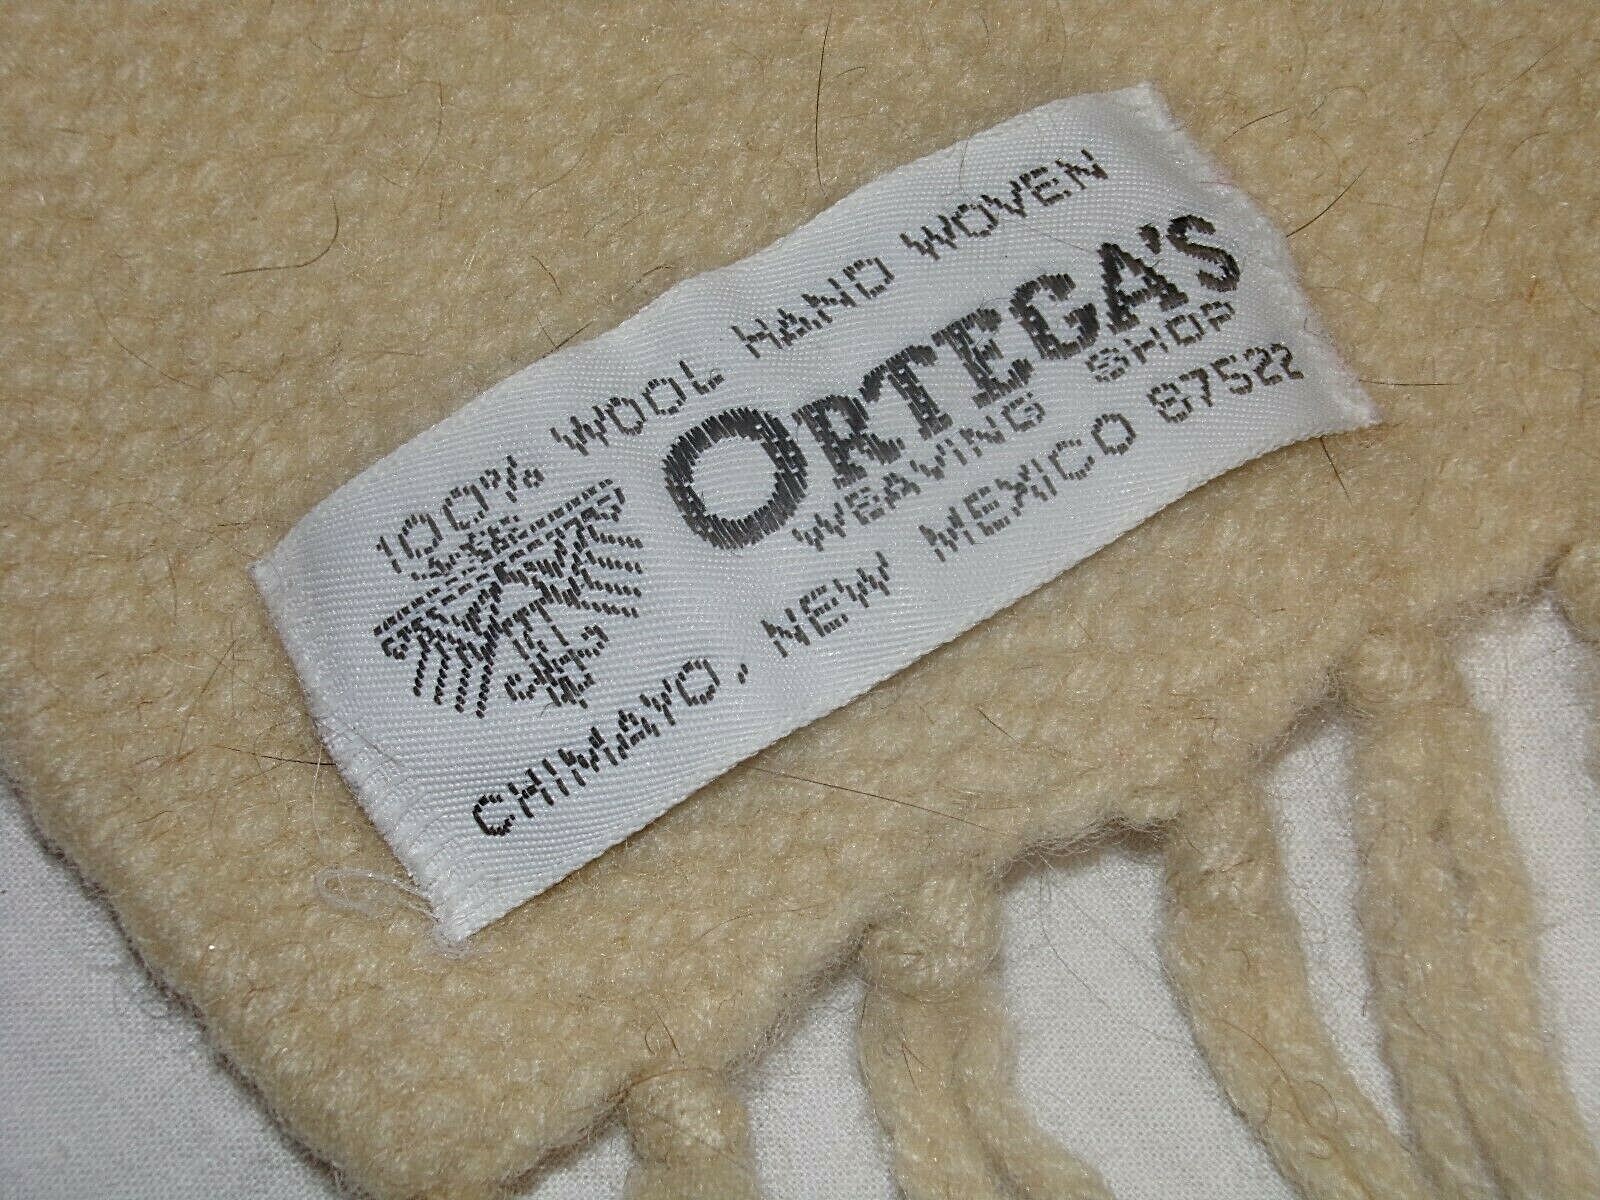 100% WOOL HAND WOVEN
ORTEGA'S
WEAVING SHOP
CHIMAYO, NEW MEXICO 87522